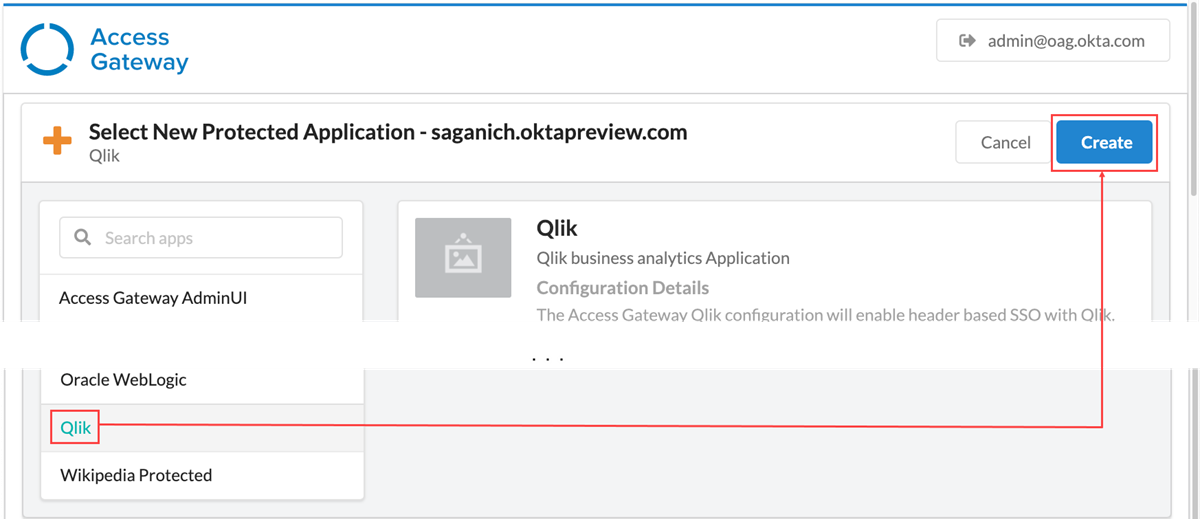 Access
Gateway
admin@oag.okta.com
Select New Protected Application - saganich.oktapreview.com
Qlik
Cancel
Create
Search apps
Access Gateway AdminUI
Qlik
Qlik business analytics Application
Configuration Details
The Access Gateway Qlik configuration will enable header based SSO with Qlik.
. . .
Oracle WebLogic
Qlik
Wikipedia Protected